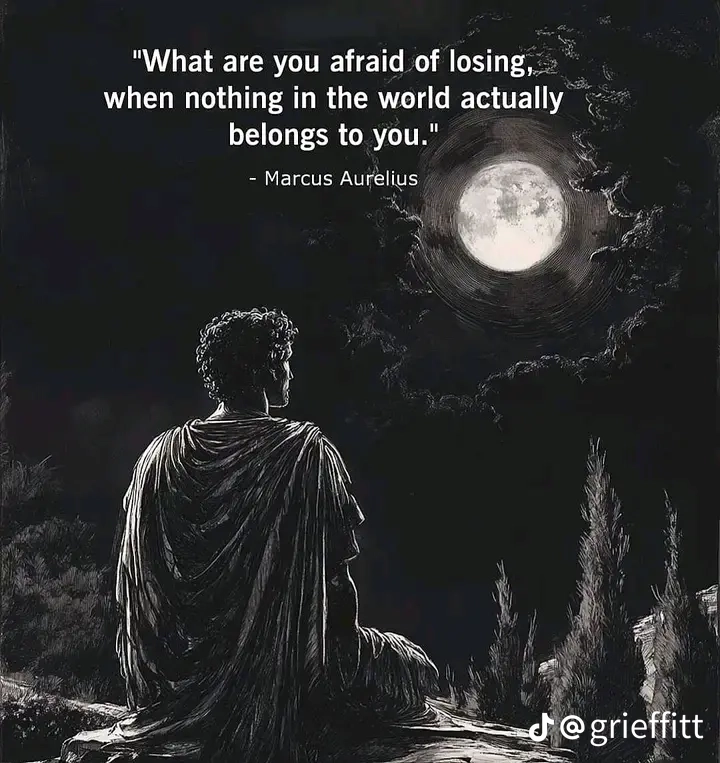 "What are you afraid of losing,
when nothing in the world actually
belongs to you."
- Marcus Aurelius
@grieffitt